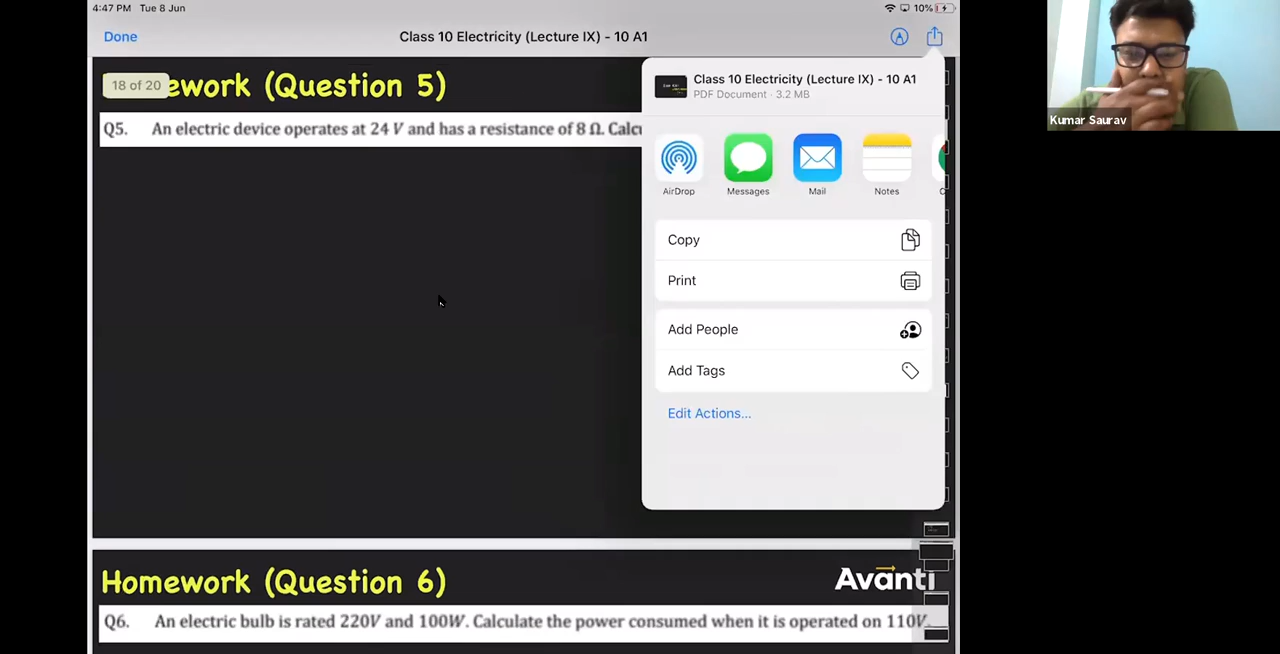 4:47 PM Tue 8 Jun
10%
Done
Class 10 Electricity (Lecture IX) - 10 A1
18 of 20
ework (Question 5)
Q5. An electric device operates at 24 V and has a resistance of 8 Ω.
Class 10 Electricity (Lecture IX) - 10 A1
PDF Document · 3.2 MB
AirDrop
Messages
Mail
Notes
Copy
Print
Add People
Add Tags
Edit Actions...
Homework (Question 6)
Avanti
Q6. An electric bulb is rated 220V and 100W. Calculate the power consumed when it is operated on 110V.
Kumar Saurav